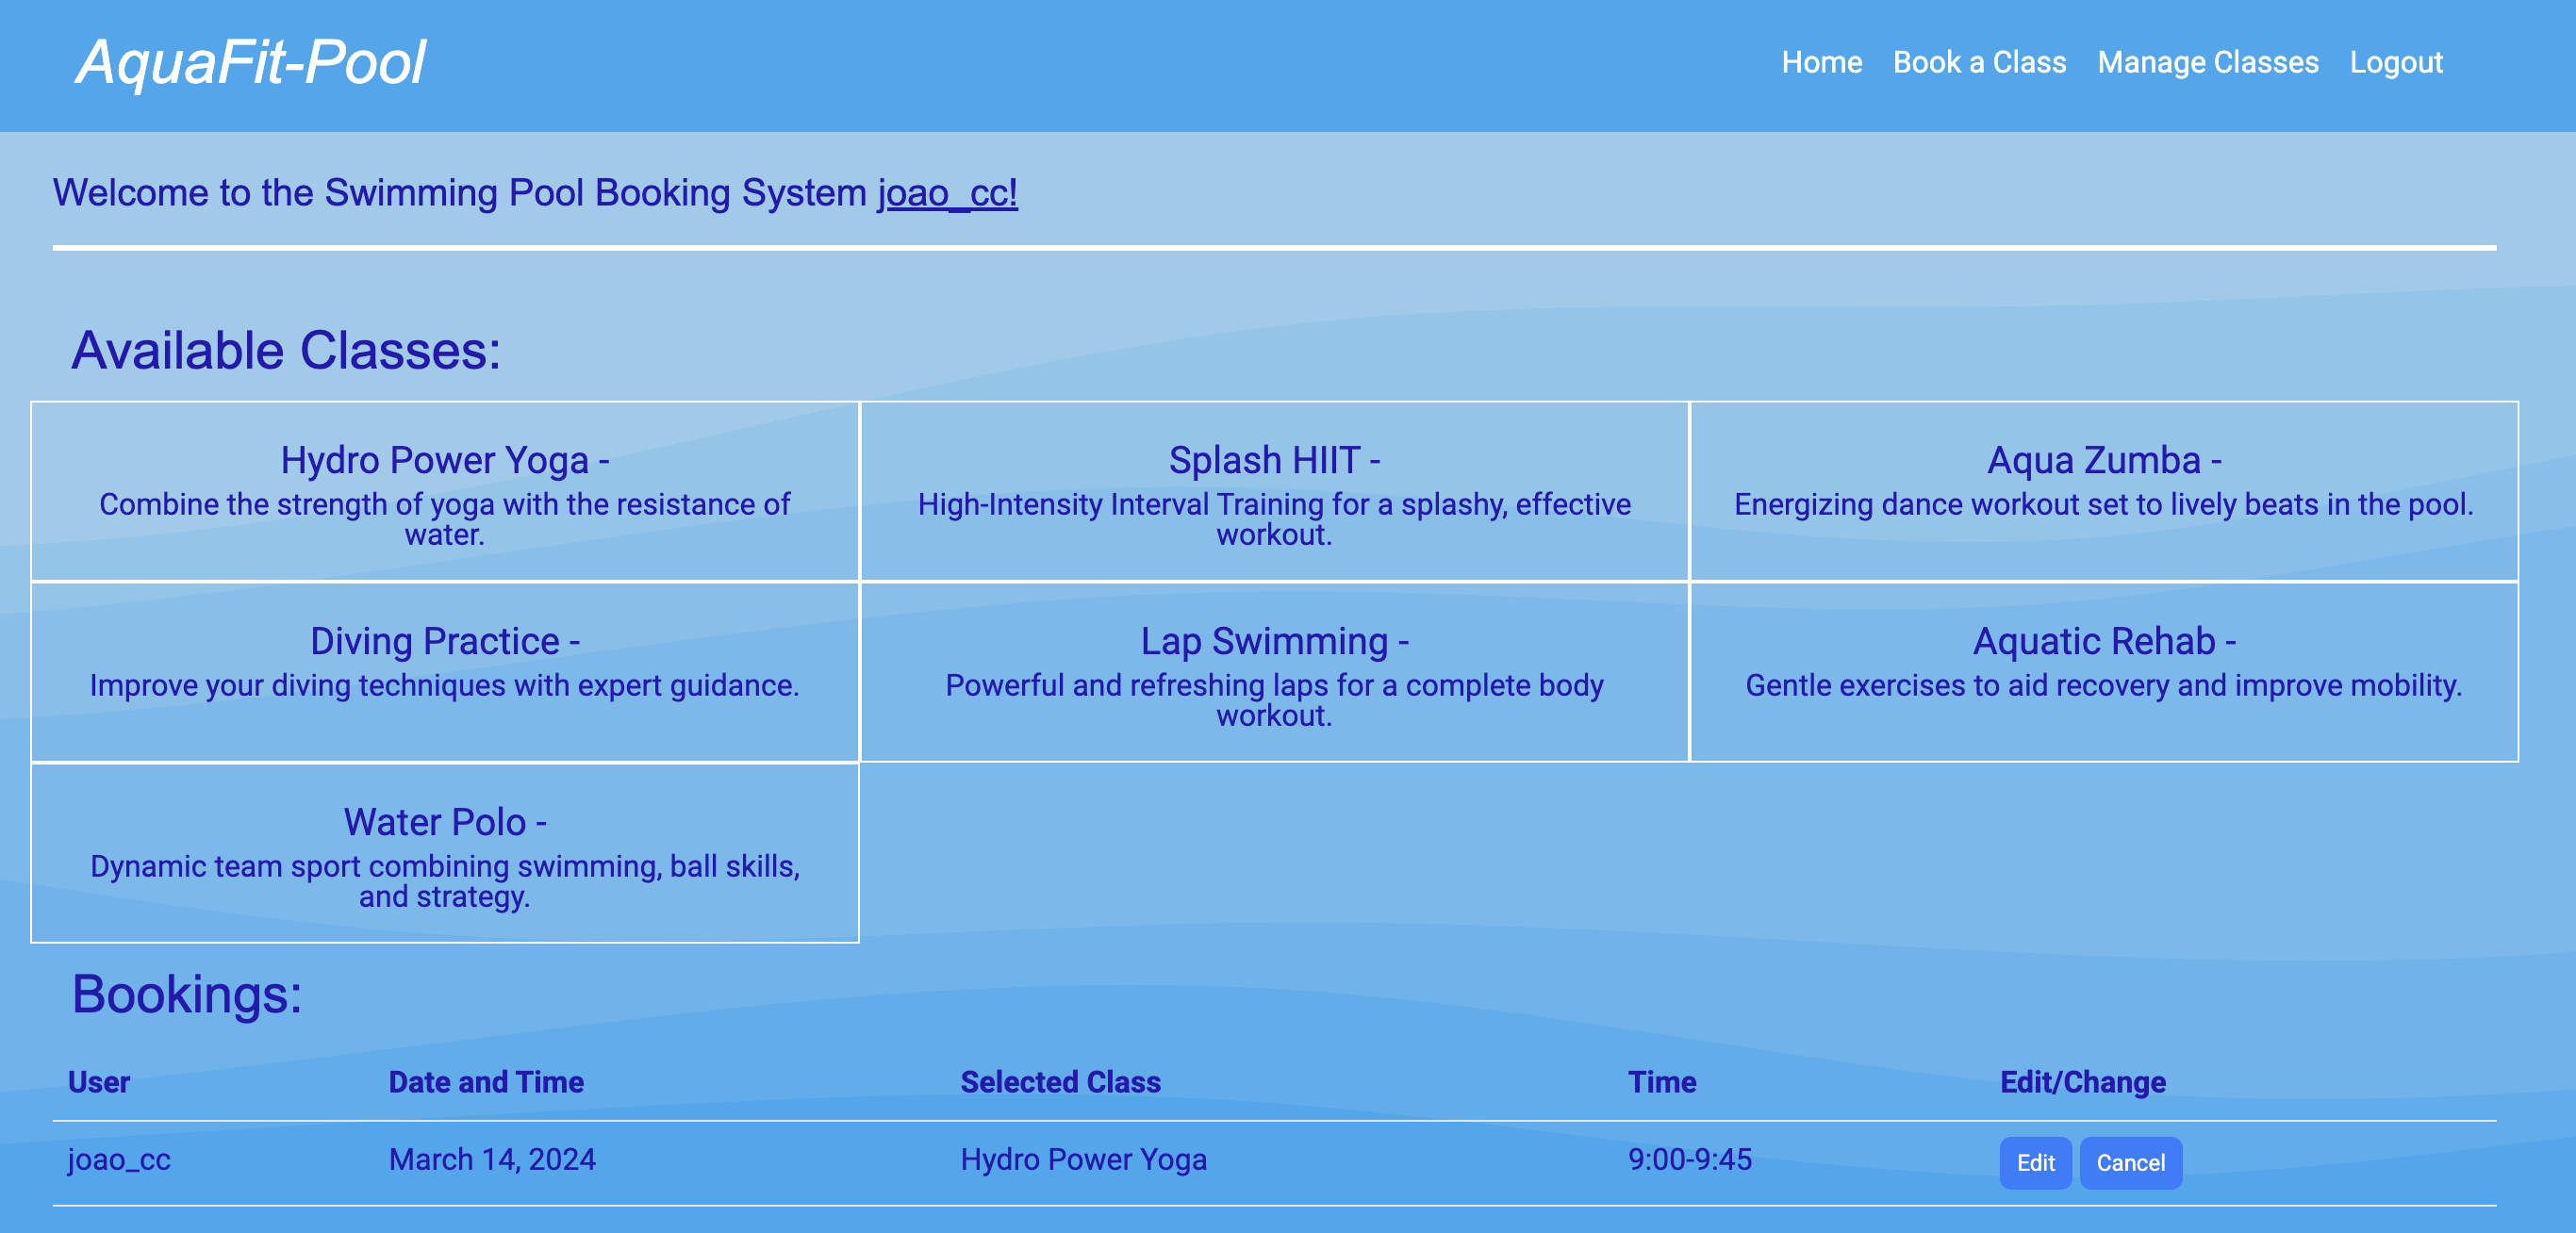 AquaFit-Pool
Home Book a Class Manage Classes Logout
Welcome to the Swimming Pool Booking System joao_cc!
Available Classes:
Hydro Power Yoga -
Combine the strength of yoga with the resistance of
water.
Splash HIIT -
High-Intensity Interval Training for a splashy, effective
workout.
Aqua Zumba -
Energizing dance workout set to lively beats in the pool.
Diving Practice -
Improve your diving techniques with expert guidance.
Lap Swimming -
Powerful and refreshing laps for a complete body
workout.
Aquatic Rehab -
Gentle exercises to aid recovery and improve mobility.
Water Polo -
Dynamic team sport combining swimming, ball skills,
and strategy.
Bookings:
User Date and Time Selected Class Time Edit/Change
joao_cc March 14, 2024 Hydro Power Yoga 9:00-9:45 Edit Cancel